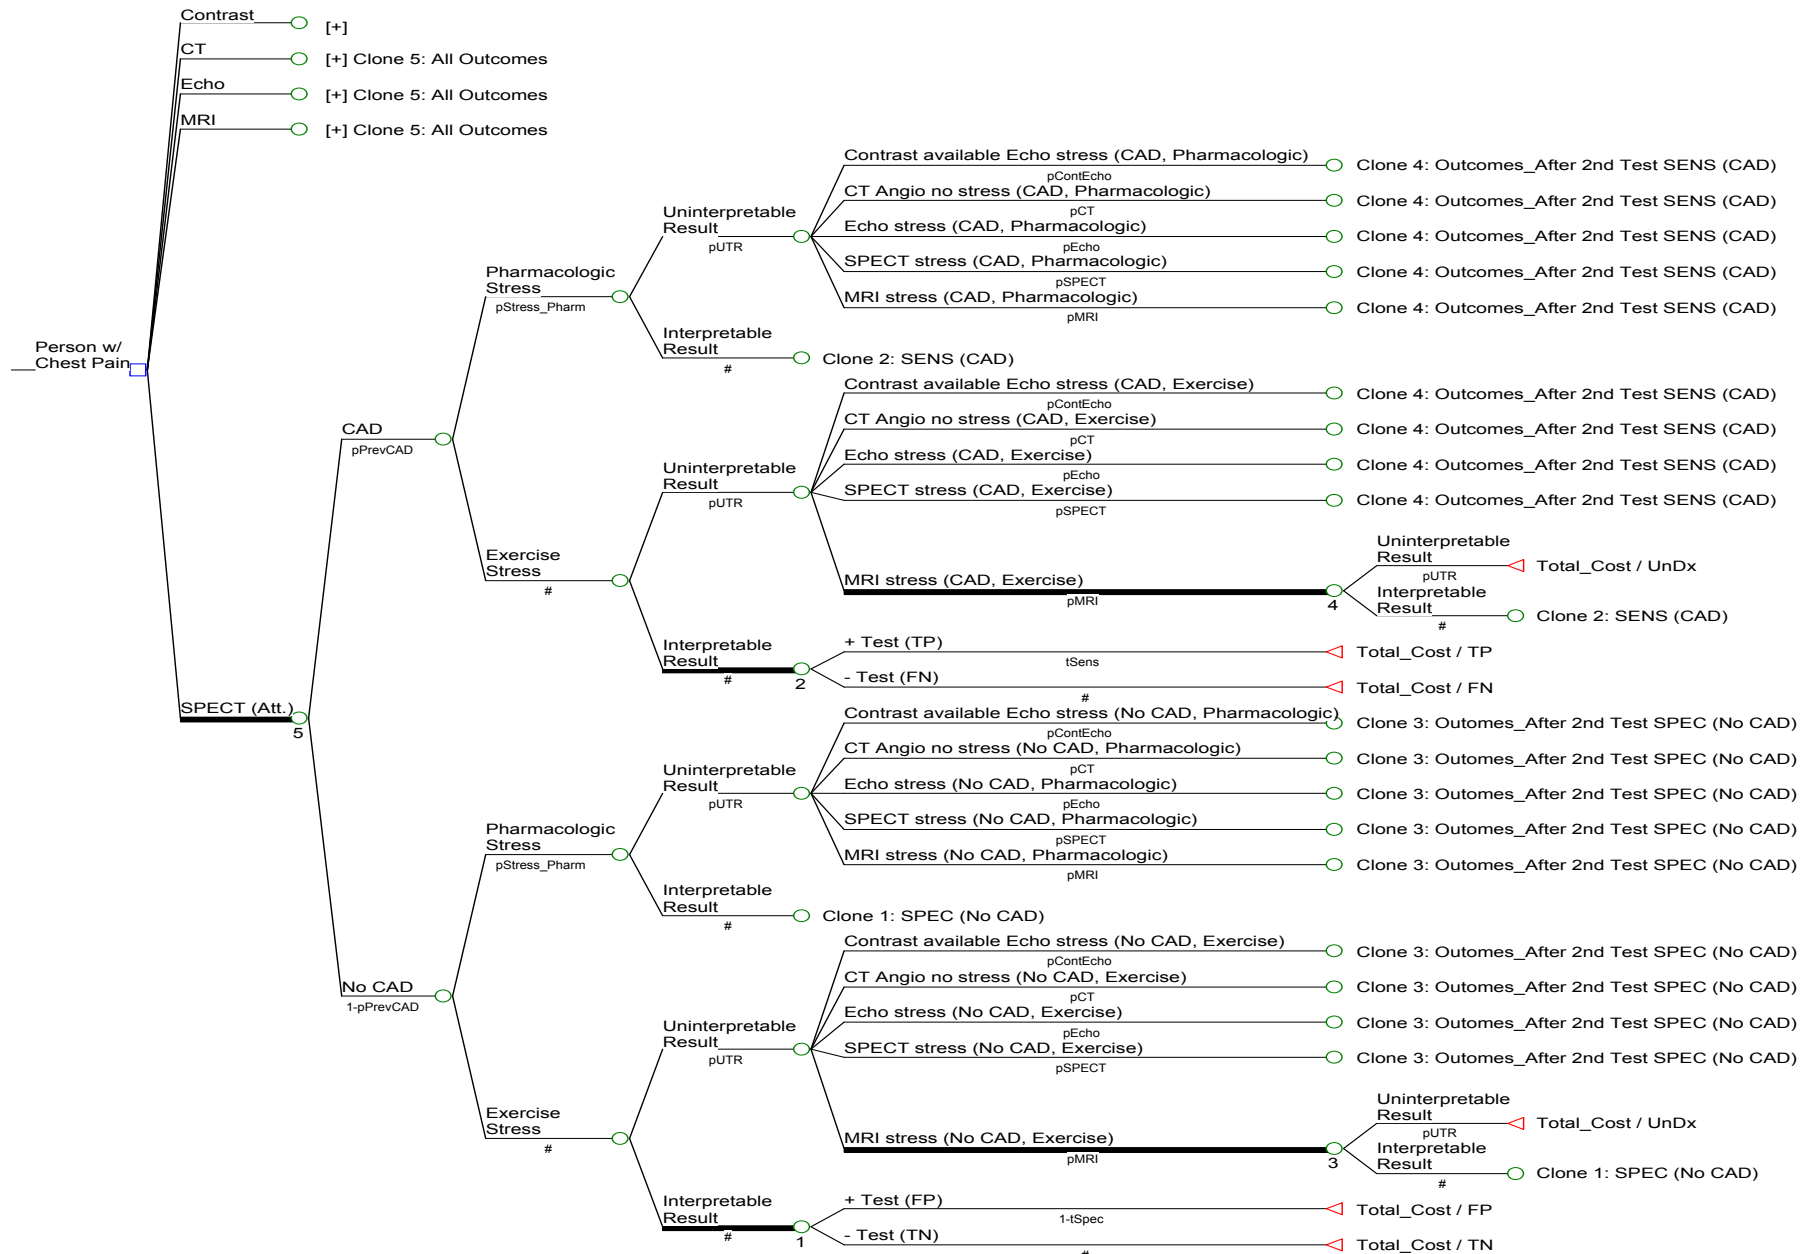 Contrast
[+]
CT
[+] Clone 5: All Outcomes
Echo
[+] Clone 5: All Outcomes
MRI
[+] Clone 5: All Outcomes
Person w/
Chest Pain
SPECT (Att.)
5
CAD
pPrevCAD
Pharmacologic
Stress
pStress_Pharm
Uninterpretable
Result
pUTR
Contrast available Echo stress (CAD, Pharmacologic)
pContEcho
Clone 4: Outcomes_After 2nd Test SENS (CAD)
CT Angio no stress (CAD, Pharmacologic)
pCT
Clone 4: Outcomes_After 2nd Test SENS (CAD)
Echo stress (CAD, Pharmacologic)
pEcho
Clone 4: Outcomes_After 2nd Test SENS (CAD)
SPECT stress (CAD, Pharmacologic)
pSPECT
Clone 4: Outcomes_After 2nd Test SENS (CAD)
MRI stress (CAD, Pharmacologic)
pMRI
Clone 4: Outcomes_After 2nd Test SENS (CAD)
Interpretable
Result
#
Clone 2: SENS (CAD)
Exercise
Stress
#
Uninterpretable
Result
pUTR
Contrast available Echo stress (CAD, Exercise)
pContEcho
Clone 4: Outcomes_After 2nd Test SENS (CAD)
CT Angio no stress (CAD, Exercise)
pCT
Clone 4: Outcomes_After 2nd Test SENS (CAD)
Echo stress (CAD, Exercise)
pEcho
Clone 4: Outcomes_After 2nd Test SENS (CAD)
SPECT stress (CAD, Exercise)
pSPECT
Clone 4: Outcomes_After 2nd Test SENS (CAD)
MRI stress (CAD, Exercise)
pMRI
4
Uninterpretable
Result
pUTR
Total_Cost / UnDx
Interpretable
Result
#
Clone 2: SENS (CAD)
Interpretable
Result
#
2
+ Test (TP)
tSens
Total_Cost / TP
- Test (FN)
#
Total_Cost / FN
No CAD
1-pPrevCAD
Pharmacologic
Stress
pStress_Pharm
Uninterpretable
Result
pUTR
Contrast available Echo stress (No CAD, Pharmacologic)
pContEcho
Clone 3: Outomes_After 2nd Test SPEC (No CAD)
CT Angio no stress (No CAD, Pharmacologic)
pCT
Clone 3: Outomes_After 2nd Test SPEC (No CAD)
Echo stress (No CAD, Pharmacologic)
pEcho
Clone 3: Outomes_After 2nd Test SPEC (No CAD)
SPECT stress (No CAD, Pharmacologic)
pSPECT
Clone 3: Outomes_After 2nd Test SPEC (No CAD)
MRI stress (No CAD, Pharmacologic)
pMRI
Clone 3: Outomes_After 2nd Test SPEC (No CAD)
Interpretable
Result
#
Clone 1: SPEC (No CAD)
Exercise
Stress
#
Uninterpretable
Result
pUTR
Contrast available Echo stress (No CAD, Exercise)
pContEcho
Clone 3: Outomes_After 2nd Test SPEC (No CAD)
CT Angio no stress (No CAD, Exercise)
pCT
Clone 3: Outomes_After 2nd Test SPEC (No CAD)
Echo stress (No CAD, Exercise)
pEcho
Clone 3: Outomes_After 2nd Test SPEC (No CAD)
SPECT stress (No CAD, Exercise)
pSPECT
Clone 3: Outomes_After 2nd Test SPEC (No CAD)
MRI stress (No CAD, Exercise)
pMRI
3
Uninterpretable
Result
pUTR
Total_Cost / UnDx
Interpretable
Result
#
Clone 1: SPEC (No CAD)
Interpretable
Result
#
1
+ Test (FP)
1-tSpec
Total_Cost / FP
- Test (TN)
#
Total_Cost / TN